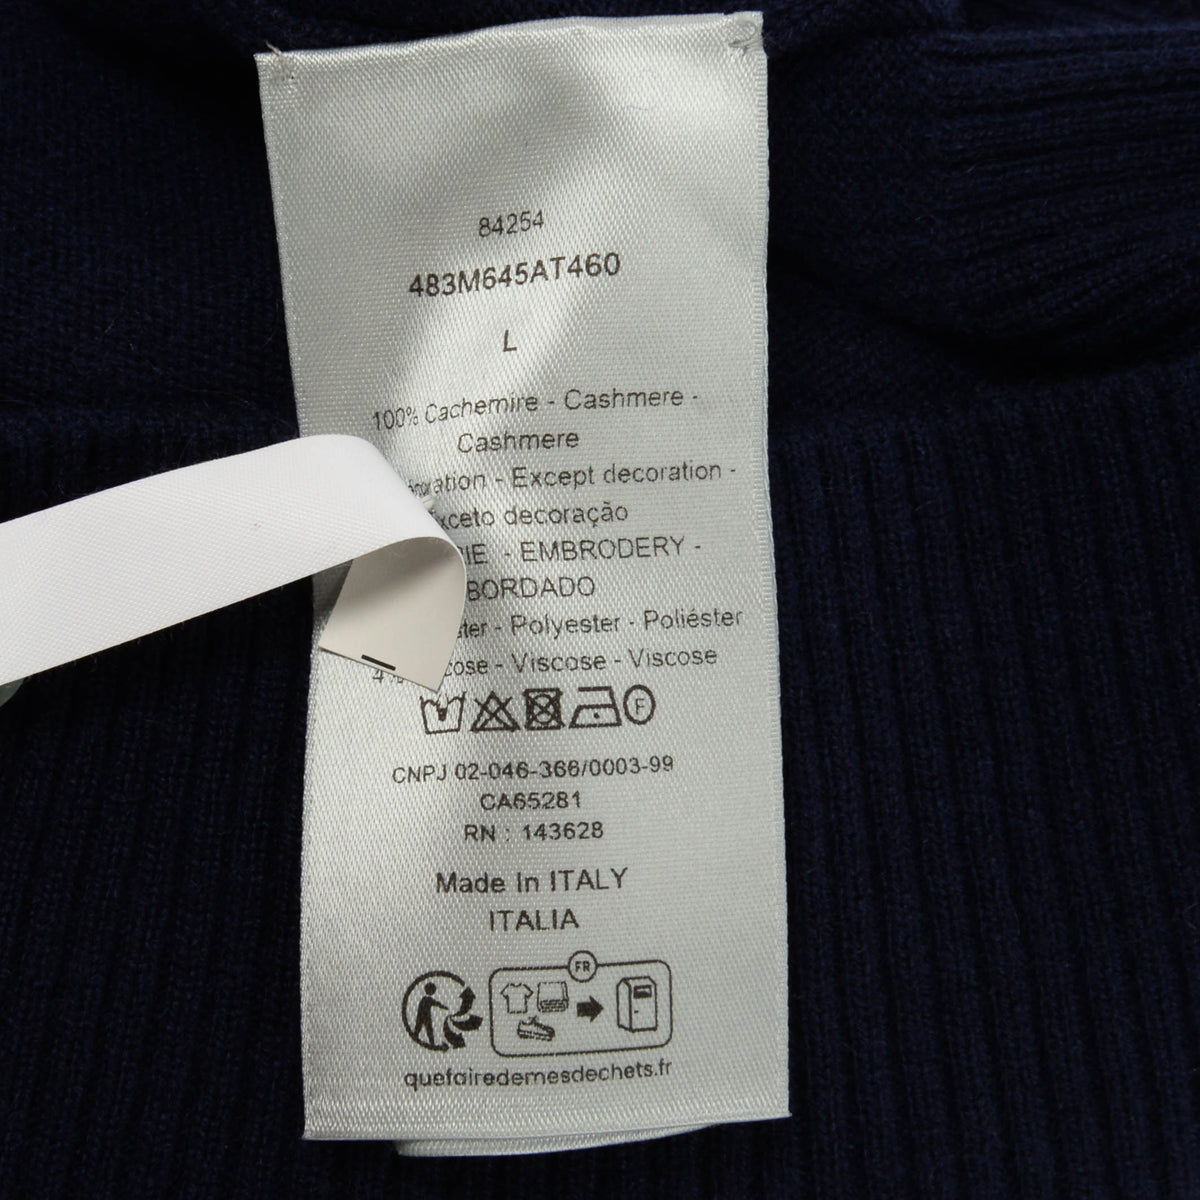 84254
483M645AT460
L
100% Cachemire - Cashmere -
Cashmere
- Except decoration -
decoração
- EMBRODERY -
BORDADO
- Polyester - Poliéster
- Viscose - Viscose
F
CNPJ 02-046-366/0003-99
CA65281
RN : 143628
Made In ITALY
ITALIA
FR
quefairedemesdechets.fr